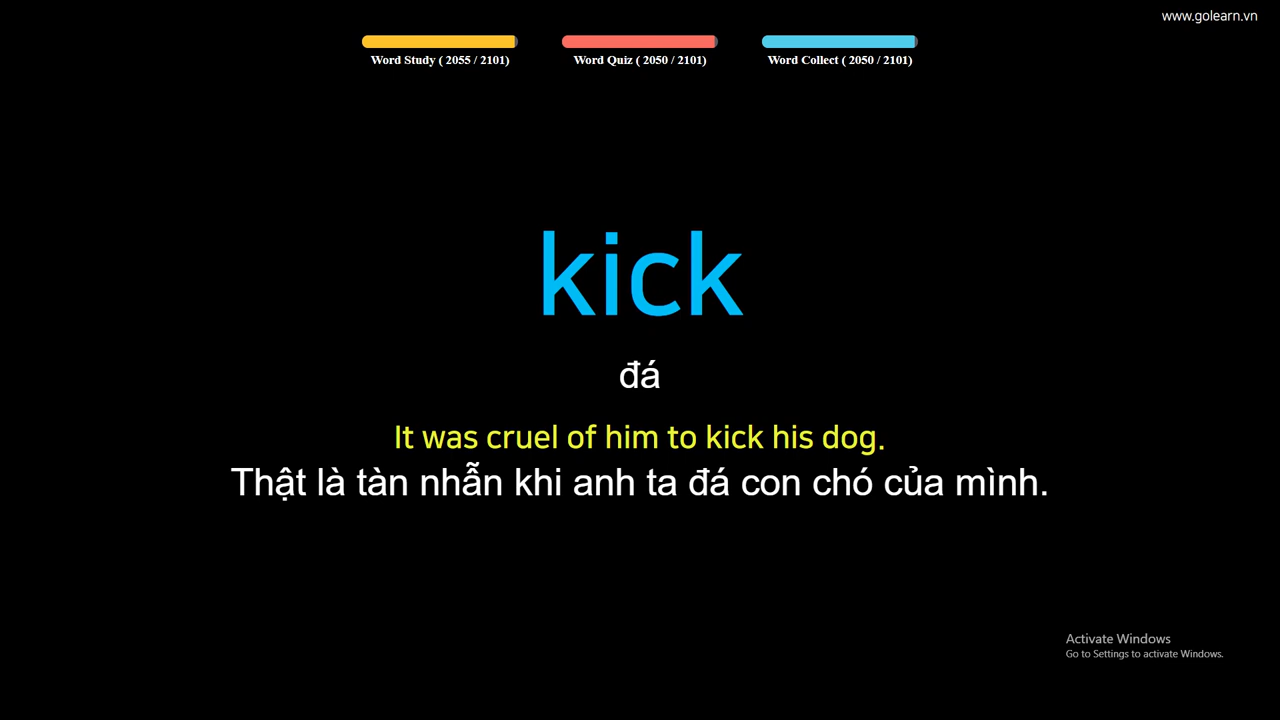 www.golearn.vn
Word Study ( 2055 / 2101)
Word Quiz ( 2050 / 2101)
Word Collect ( 2050 / 2101)
kick
đá
It was cruel of him to kick his dog.
Thật là tàn nhẫn khi anh ta đá con chó của mình.
Activate Windows
Go to Settings to activate Windows.